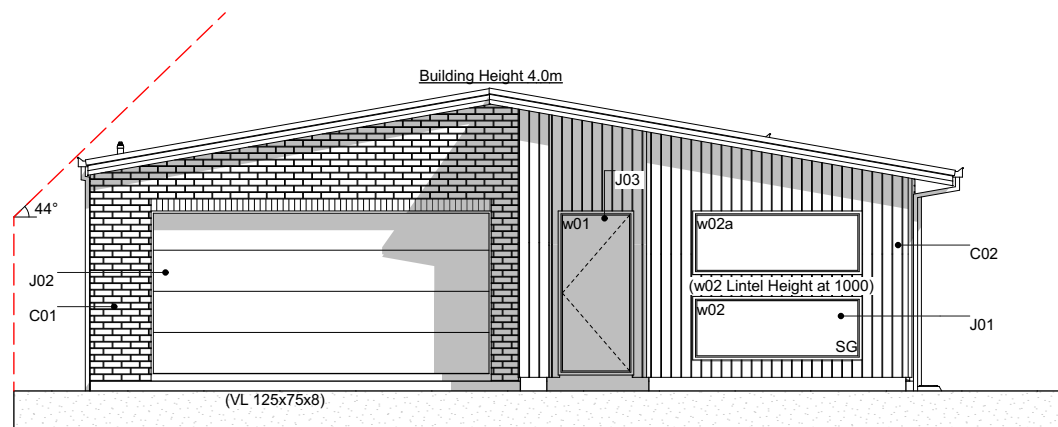 Building Height 4.0m
J03
44°
w01
w02a
C02
J02
(w02 Lintel Height at 1000)
C01
w02
J01
SG
(VL 125x75x8)